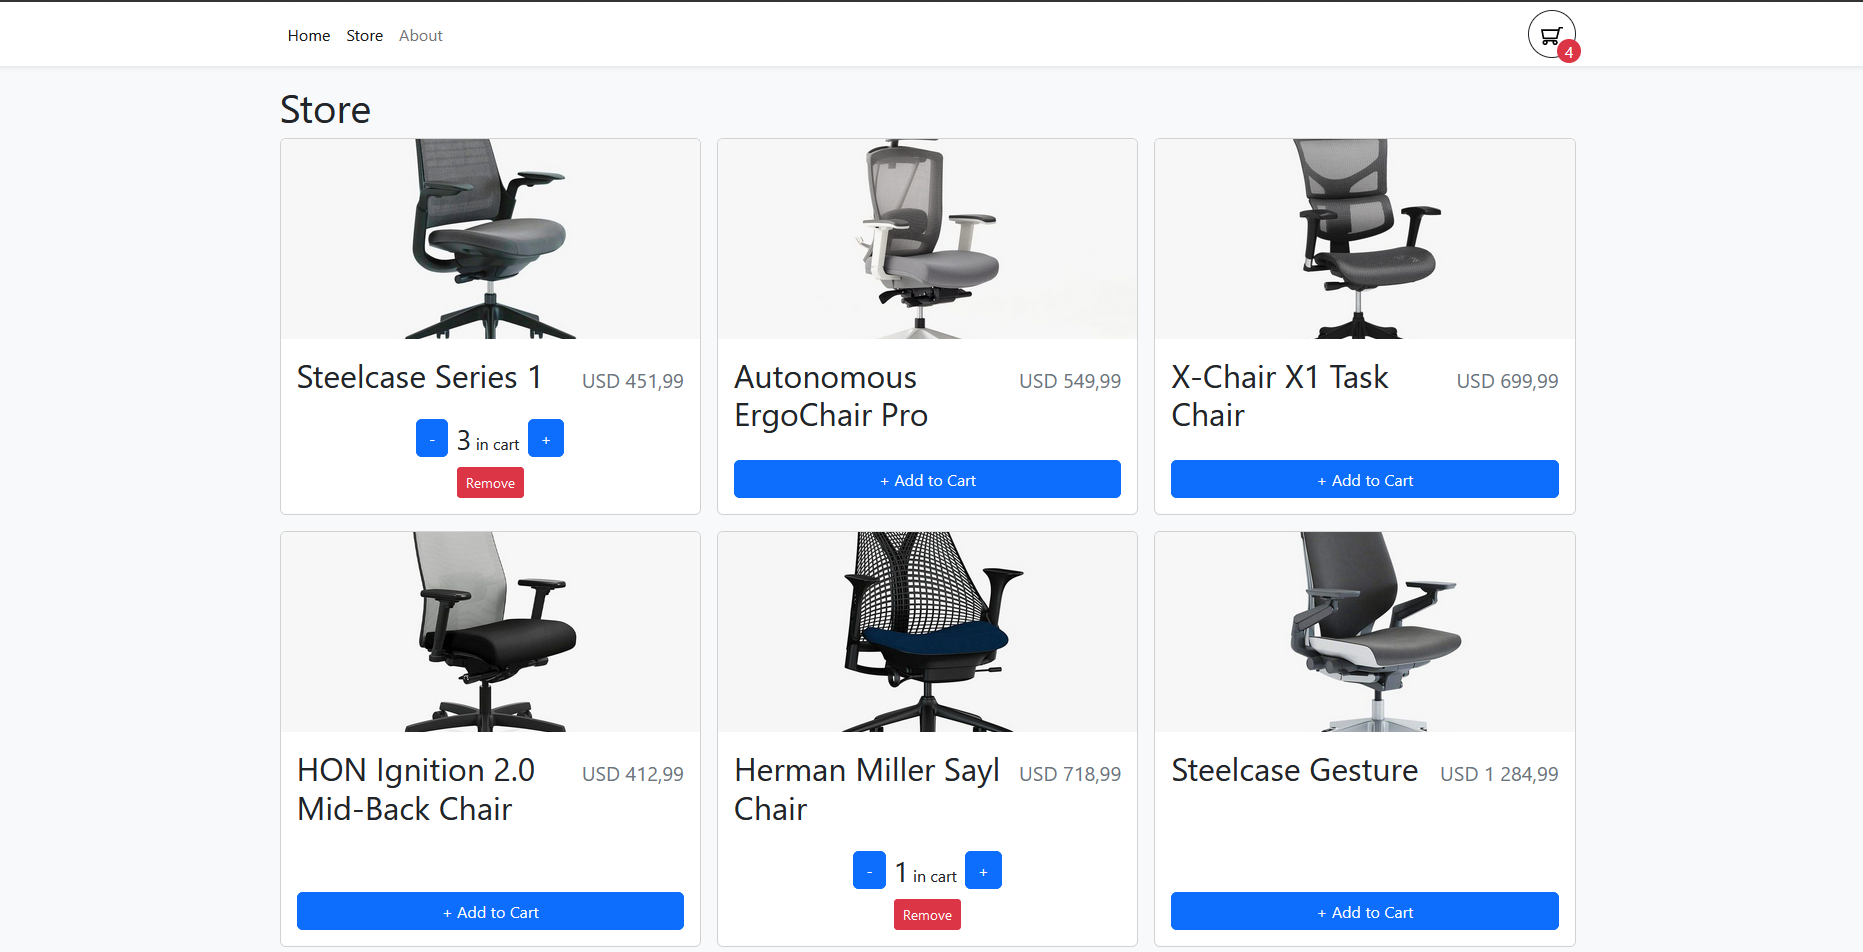 Home Store About
4
Store
Steelcase Series 1 USD 451,99
- 3 in cart +
Remove
Autonomous USD 549,99
ErgoChair Pro
+ Add to Cart
X-Chair X1 Task USD 699,99
Chair
+ Add to Cart
HON Ignition 2.0 USD 412,99
Mid-Back Chair
+ Add to Cart
Herman Miller Sayl USD 718,99
Chair
- 1 in cart +
Remove
Steelcase Gesture USD 1 284,99
+ Add to Cart